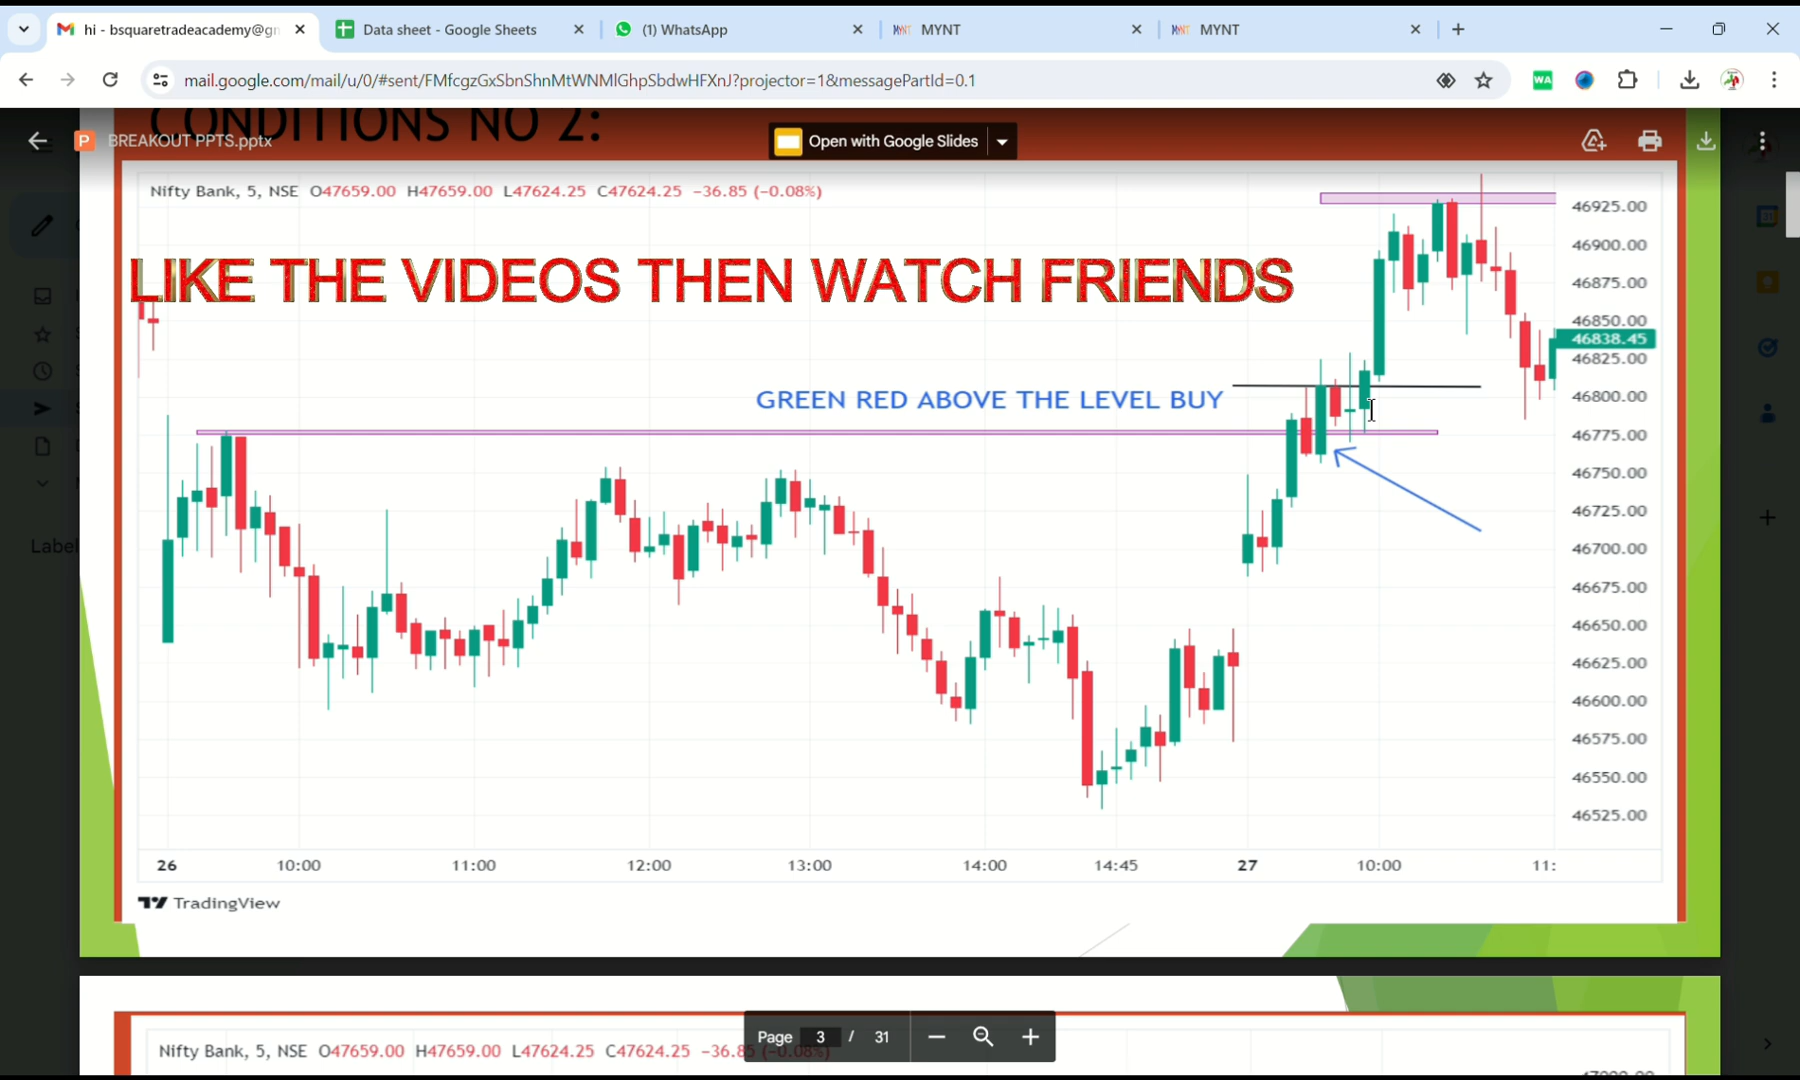 hi - bsquaretradeacademy@gn
Data sheet - Google Sheets
(1) WhatsApp
MYNT
MYNT
mail.google.com/mail/u/0/#sent/FMfcgzGxSbnShnMtWNMlGhpSbdwHFXnJ?projector=1&messagePartId=0.1
CONDITIONS NO 2:
BREAKOUT PPTS.pptx
Open with Google Slides
Nifty Bank, 5, NSE O47659.00 H47659.00 L47624.25 C47624.25 −36.85 (−0.08%)
LIKE THE VIDEOS THEN WATCH FRIENDS
GREEN RED ABOVE THE LEVEL BUY
46925.00
46900.00
46875.00
46850.00
46838.45
46825.00
46800.00
46775.00
46750.00
46725.00
46700.00
46675.00
46650.00
46625.00
46600.00
46575.00
46550.00
46525.00
Label
26 10:00 11:00 12:00 13:00 14:00 14:45 27 10:00 11:
TradingView
Page 3 / 31
Nifty Bank, 5, NSE O47659.00 H47659.00 L47624.25 C47624.25 −36.85 (−0.08%)